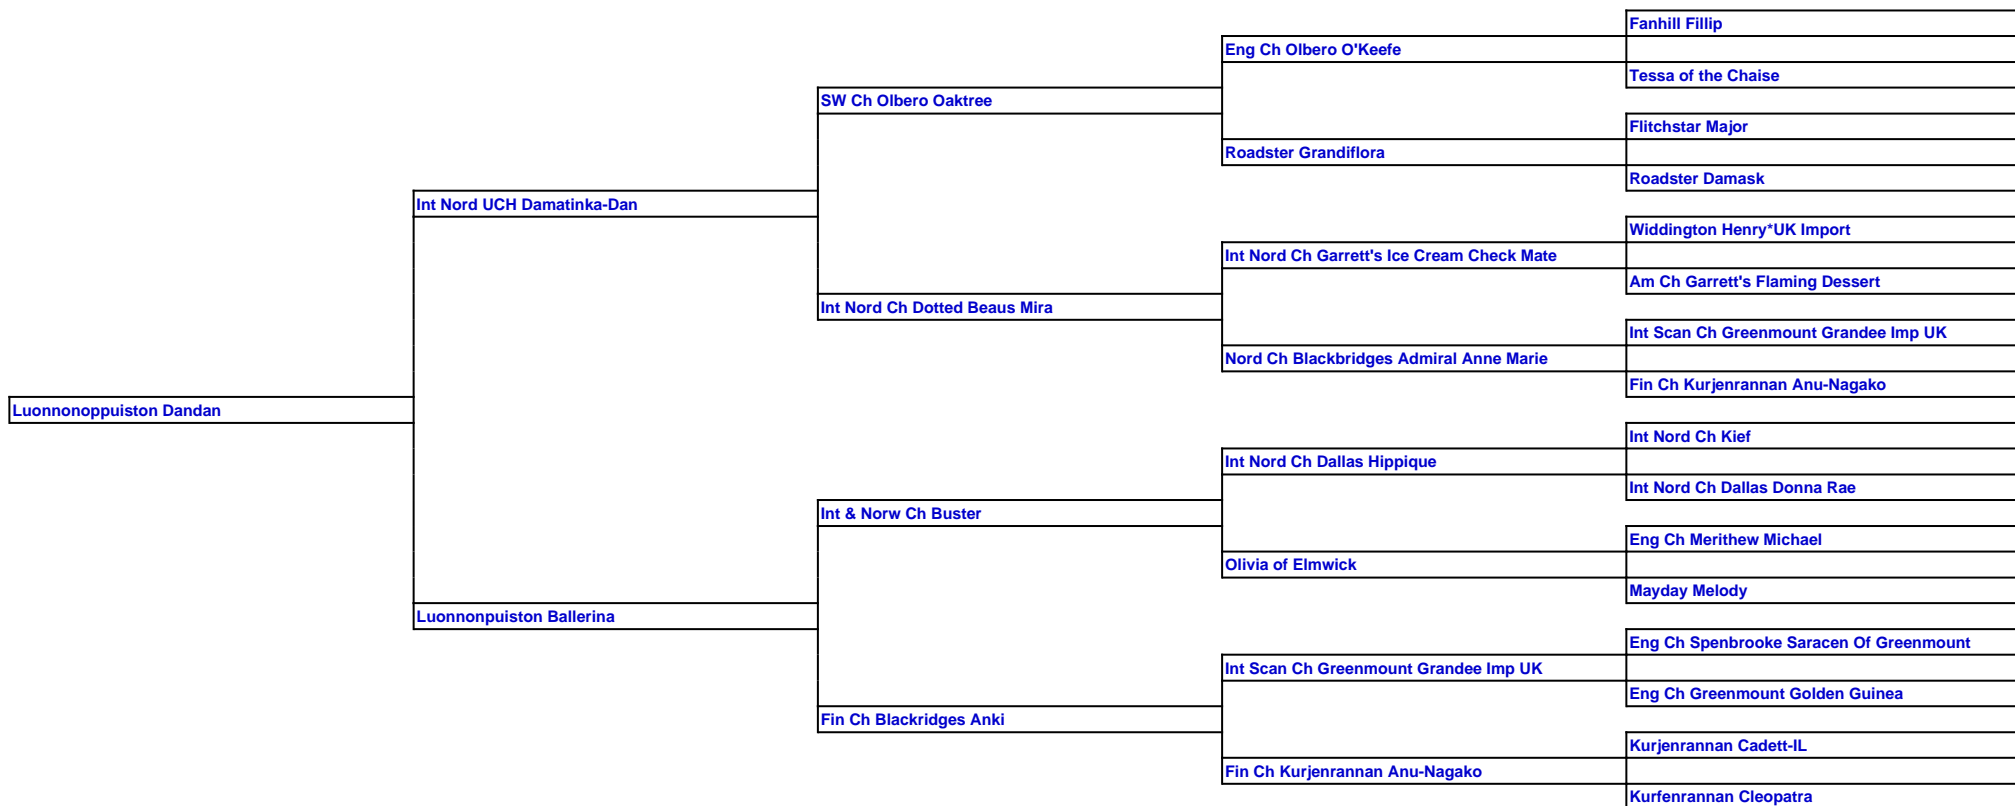 Fanhill Fillip
Eng Ch Olbero O'Keefe
Tessa of the Chaise
SW Ch Olbero Oaktree
Flitchstar Major
Roadster Grandiflora
Roadster Damask
Int Nord UCH Damatinka-Dan
Widdington Henry*UK Import
Int Nord Ch Garrett's Ice Cream Check Mate
Am Ch Garrett's Flaming Dessert
Int Nord Ch Dotted Beaus Mira
Int Scan Ch Greenmount Grandee Imp UK
Nord Ch Blackbridges Admiral Anne Marie
Fin Ch Kurjenrannan Anu-Nagako
Luonnonoppuiston Dandan
Int Nord Ch Kief
Int Nord Ch Dallas Hippique
Int Nord Ch Dallas Donna Rae
Int & Norw Ch Buster
Eng Ch Merithew Michael
Olivia of Elmwick
Mayday Melody
Luonnonpuiston Ballerina
Eng Ch Spenbrooke Saracen Of Greenmount
Int Scan Ch Greenmount Grandee Imp UK
Eng Ch Greenmount Golden Guinea
Fin Ch Blackridges Anki
Kurjenrannan Cadett-IL
Fin Ch Kurjenrannan Anu-Nagako
Kurfenrannan Cleopatra